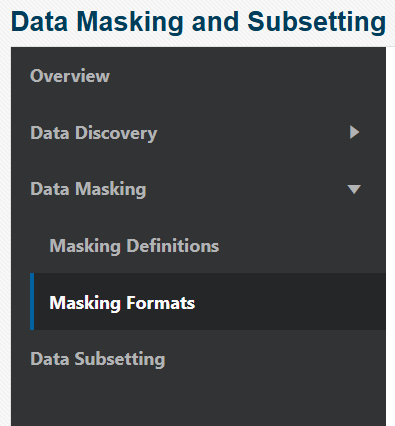 Data Masking and Subsetting
Overview
Data Discovery
Data Masking
Masking Definitions
Masking Formats
Data Subsetting